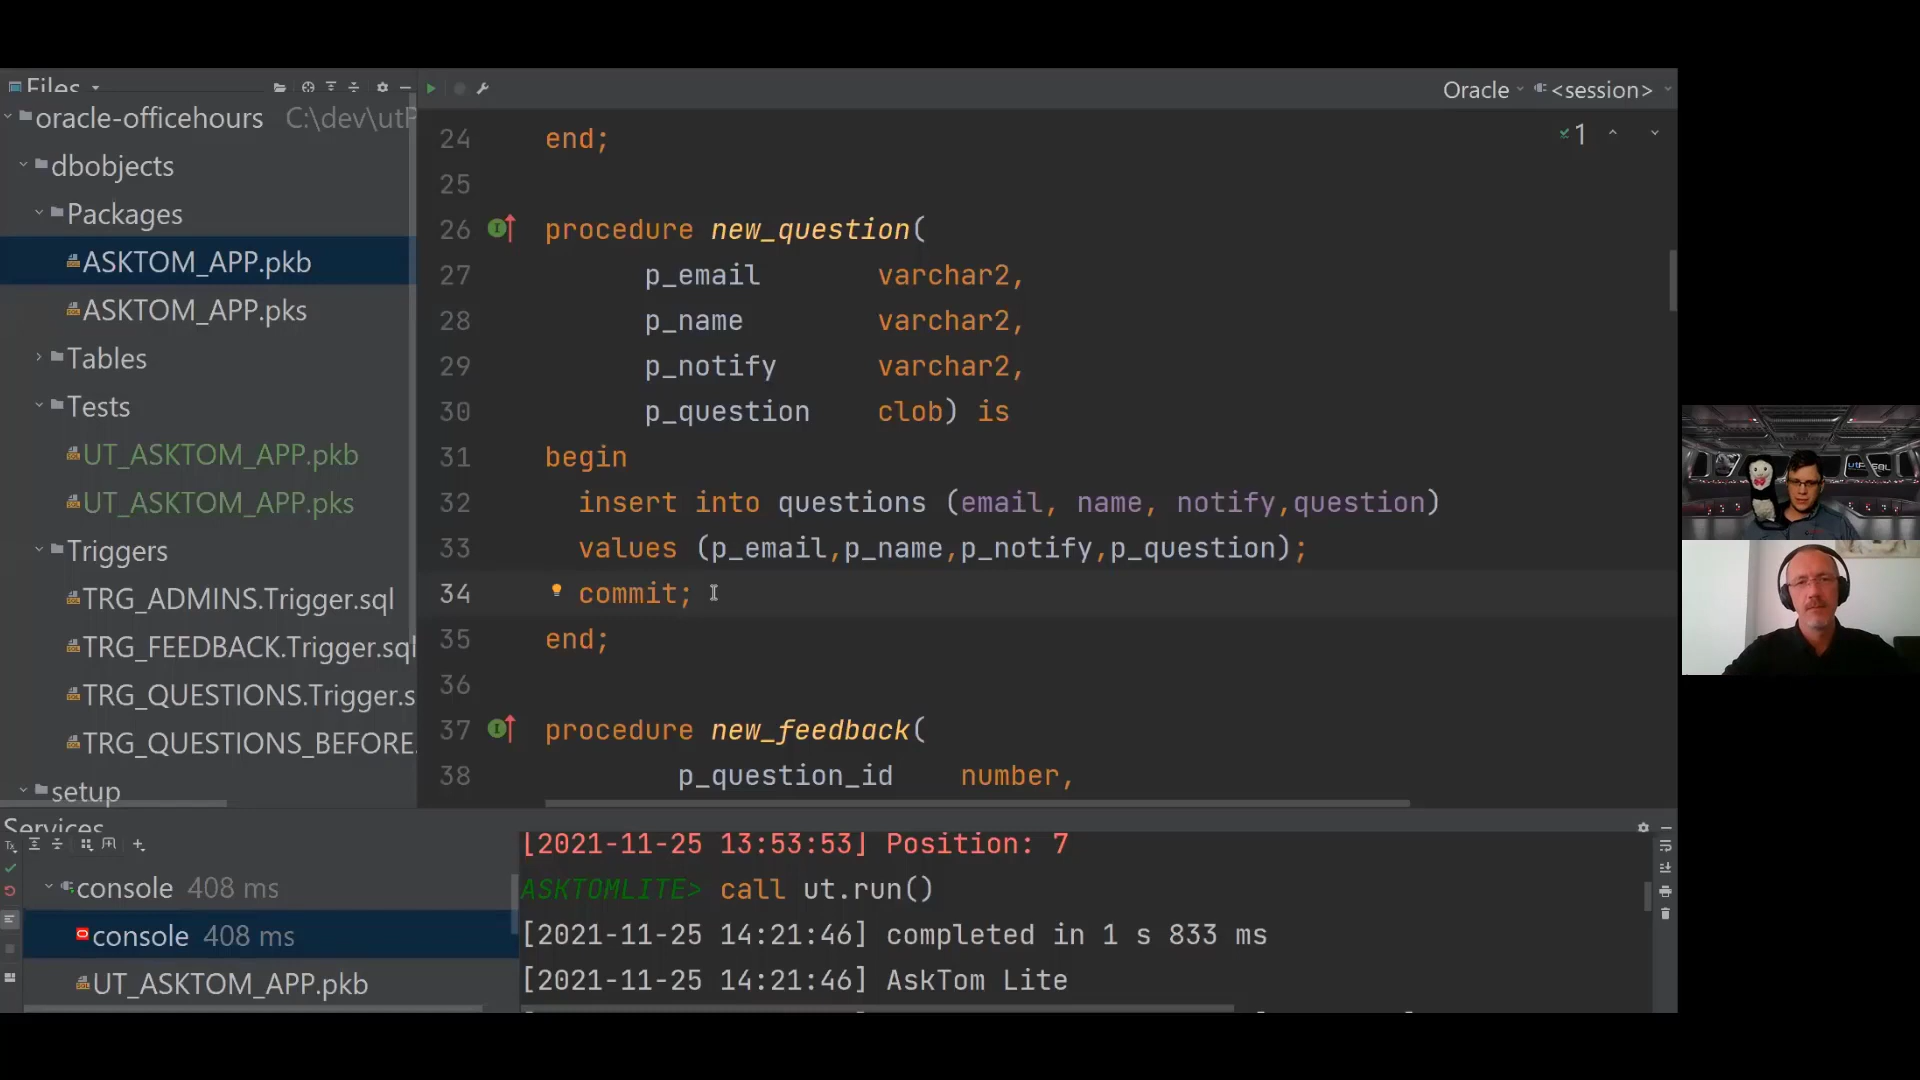 Files
oracle-officehours C:\dev\utP
dbobjects
Packages
ASKTOM_APP.pkb
ASKTOM_APP.pks
Tables
Tests
UT_ASKTOM_APP.pkb
UT_ASKTOM_APP.pks
Triggers
TRG_ADMINS.Trigger.sql
TRG_FEEDBACK.Trigger.sql
TRG_QUESTIONS.Trigger.s
TRG_QUESTIONS_BEFORE.
setup
Oracle <session>
1
24 end;
25
26 procedure new_question(
27 p_email varchar2,
28 p_name varchar2,
29 p_notify varchar2,
30 p_question clob) is
31 begin
32 insert into questions (email, name, notify,question)
33 values (p_email,p_name,p_notify,p_question);
34 commit;
35 end;
36
37 procedure new_feedback(
38 p_question_id number,
Services
Tx
console 408 ms
console 408 ms
UT_ASKTOM_APP.pkb
[2021-11-25 13:53:53] Position: 7
ASKTOMLITE> call ut.run()
[2021-11-25 14:21:46] completed in 1 s 833 ms
[2021-11-25 14:21:46] AskTom Lite